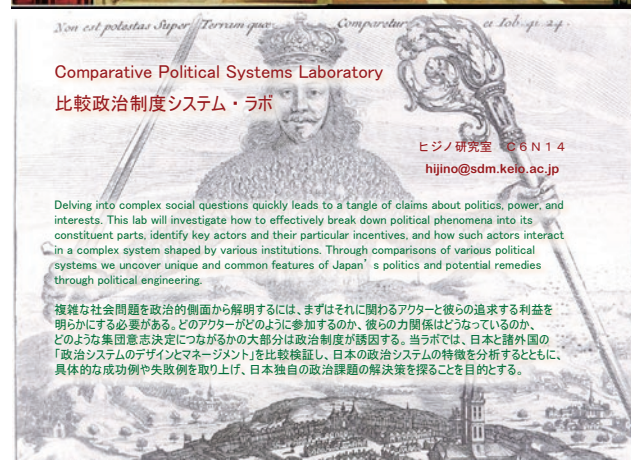 Non est potestas Super Terram quæ Comparetur ei Iob. 41. 24.
Comparative Political Systems Laboratory
比較政治制度システム・ラボ
ヒジノ研究室 C6N14
hijino@sdm.keio.ac.jp
Delving into complex social questions quickly leads to a tangle of claims about politics, power, and
interests. This lab will investigate how to effectively break down political phenomena into its
constituent parts, identify key actors and their particular incentives, and how such actors interact
in a complex system shaped by various institutions. Through comparisons of various political
systems we uncover unique and common features of Japan’s politics and potential remedies
through political engineering.
複雑な社会問題を政治的側面から解明するには、まずはそれに関わるアクターと彼らの追求する利益を
明らかにする必要がある。どのアクターがどのように参加するのか、彼らの力関係はどうなっているのか、
どのような集団意志決定につながるかの大部分は政治制度が誘因する。当ラボでは、日本と諸外国の
「政治システムのデザインとマネージメント」を比較検証し、日本の政治システムの特徴を分析するとともに、
具体的な成功例や失敗例を取り上げ、日本独自の政治課題の解決策を探ることを目的とする。